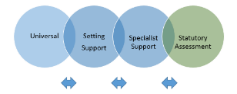 Universal
Setting
Support
Specialist
Support
Statutory
Assessment